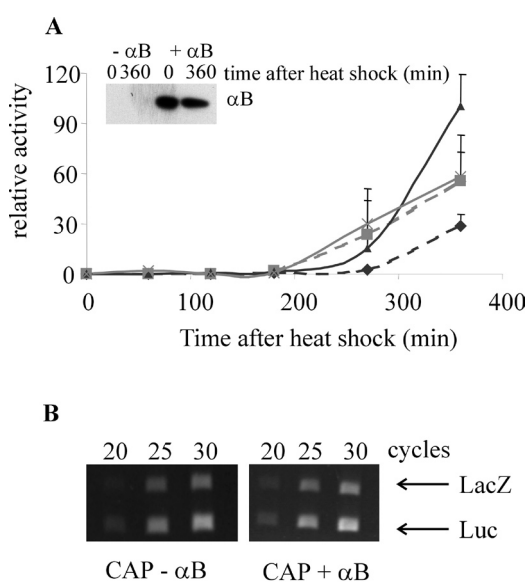 A
- αB + αB
0 360 0 360 time after heat shock (min)
αB
120
90
60
30
0
relative activity
0 100 200 300 400
Time after heat shock (min)
B
20 25 30 20 25 30 cycles
LacZ
Luc
CAP - αB CAP + αB